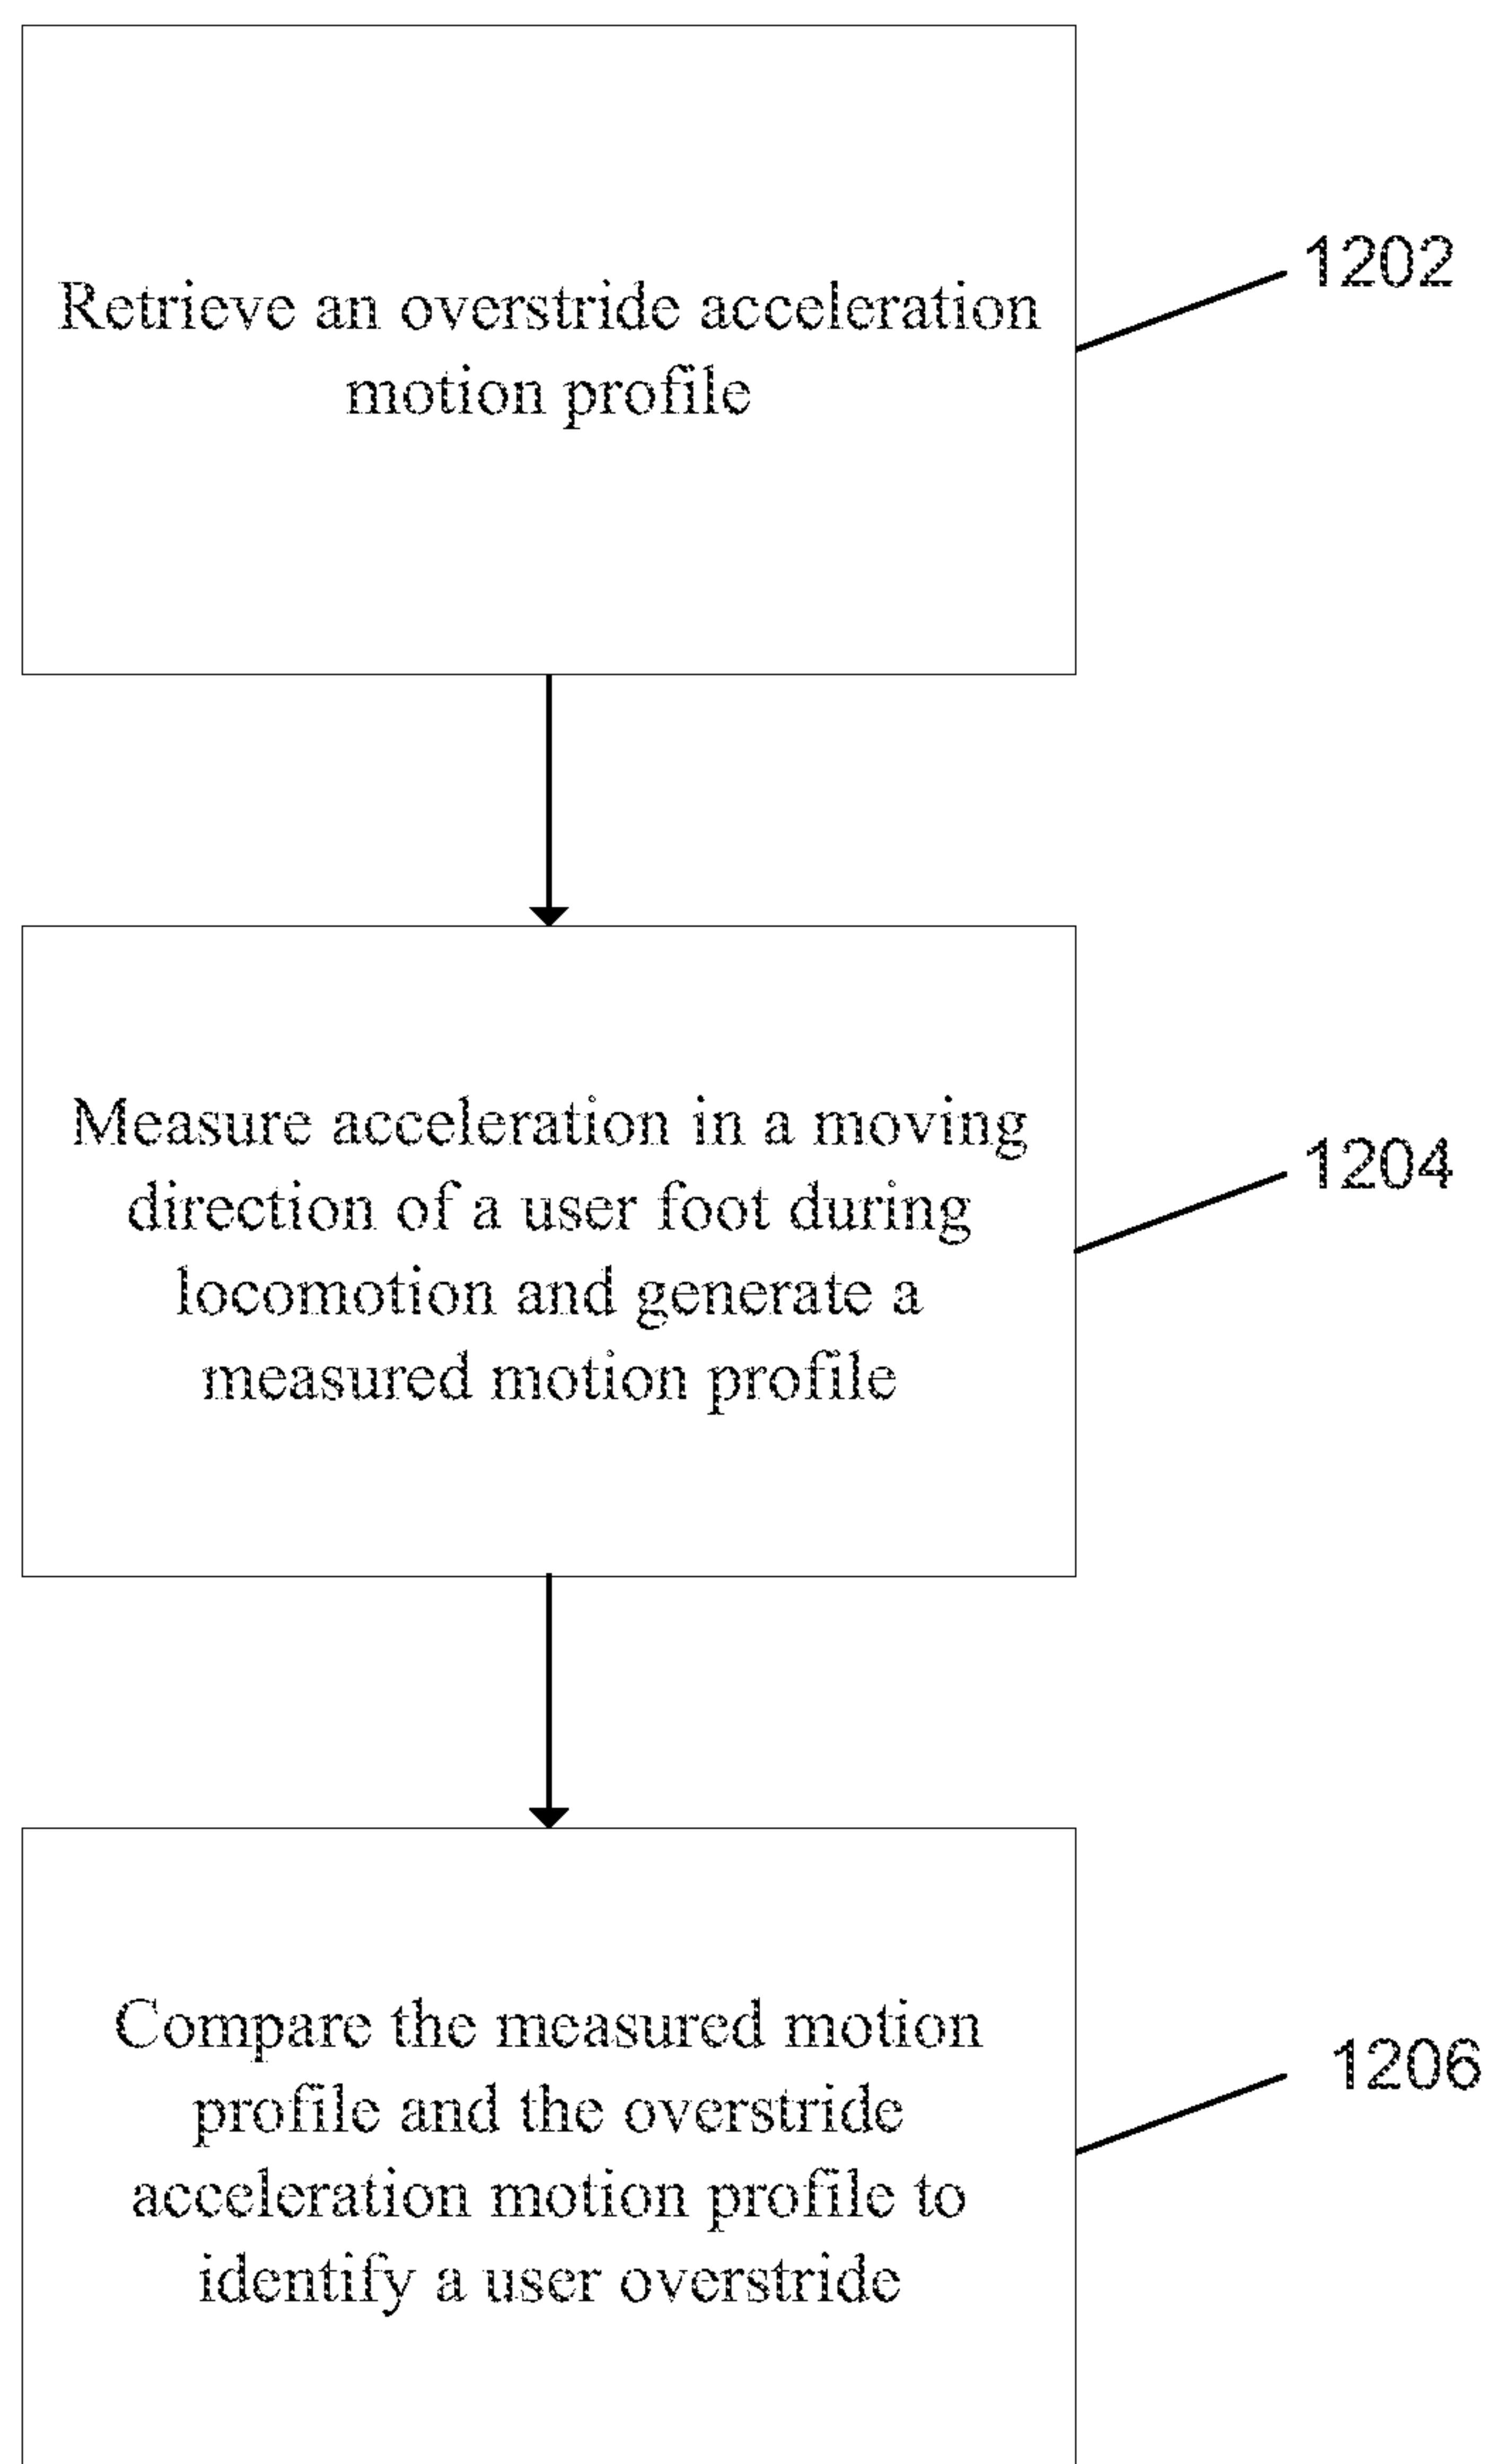 Retrieve an overstride acceleration
motion profile
1202
Measure acceleration in a moving
direction of a user foot during
locomotion and generate a
measured motion profile
1204
Compare the measured motion
profile and the overstride
acceleration motion profile to
identify a user overstride
1206